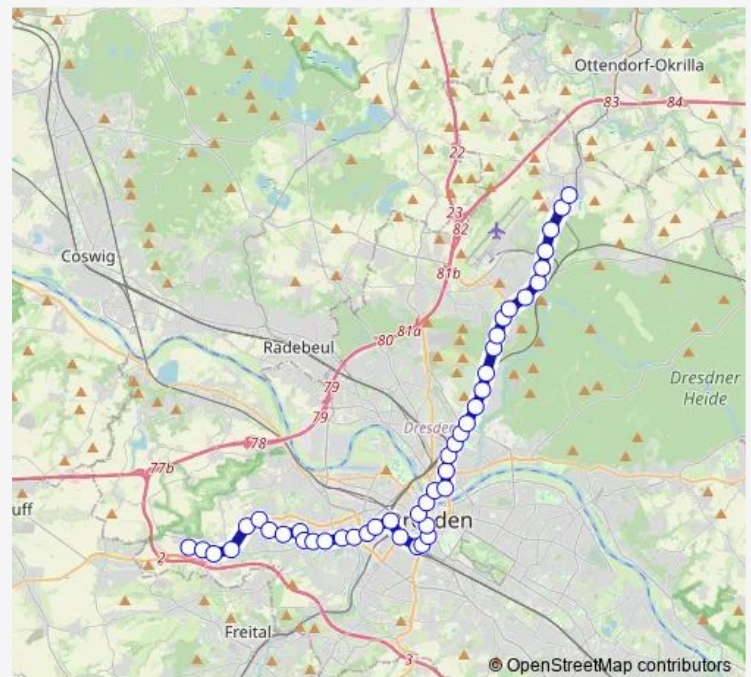 Ottendorf-Okrilla
83
84
22
23
82
Coswig
81b
81a
80
Radebeul
79
Dresdner
Heide
79
78
77b
uff
2
Freital
3
© OpenStreetMap contributors